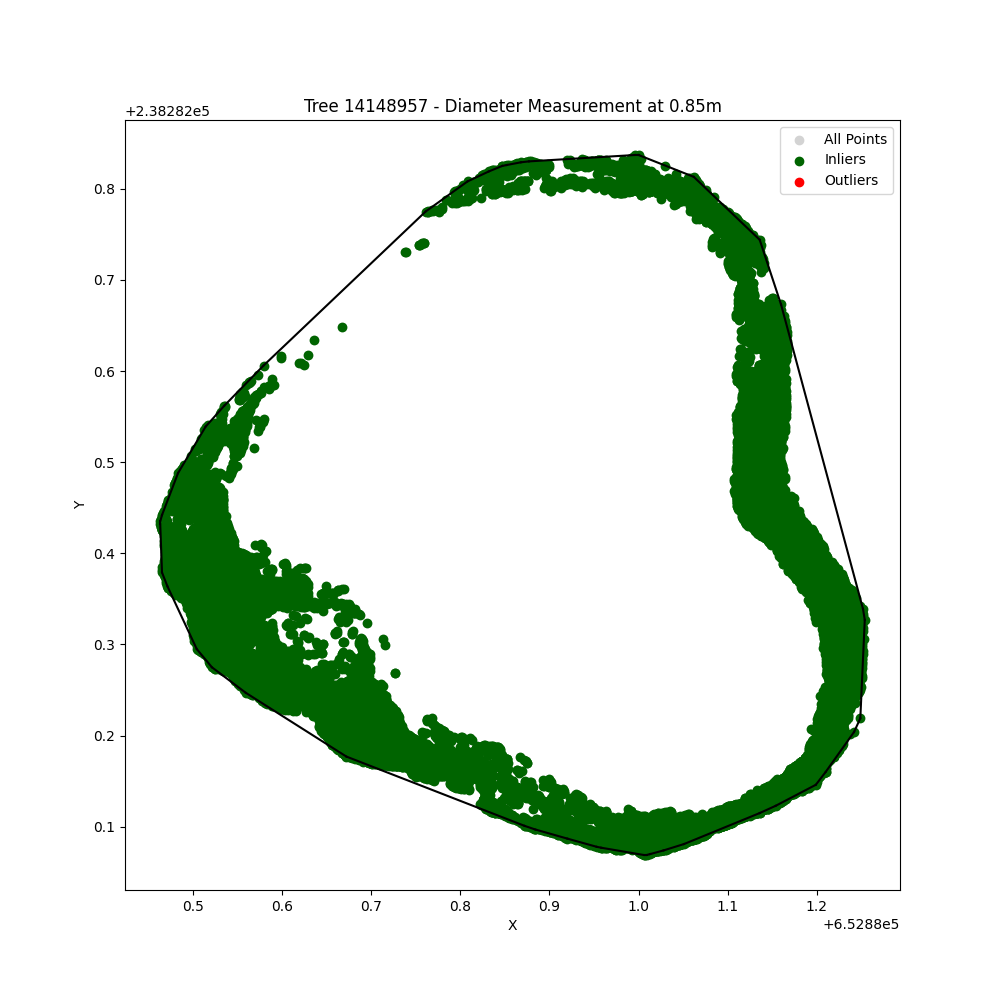 Tree 14148957 - Diameter Measurement at 0.85m
+2.38282e5
All Points
Inliers
Outliers
0.8
0.7
0.6
0.5
0.4
0.3
0.2
0.1
Y
0.5 0.6 0.7 0.8 0.9 1.0 1.1 1.2
X
+6.5288e5